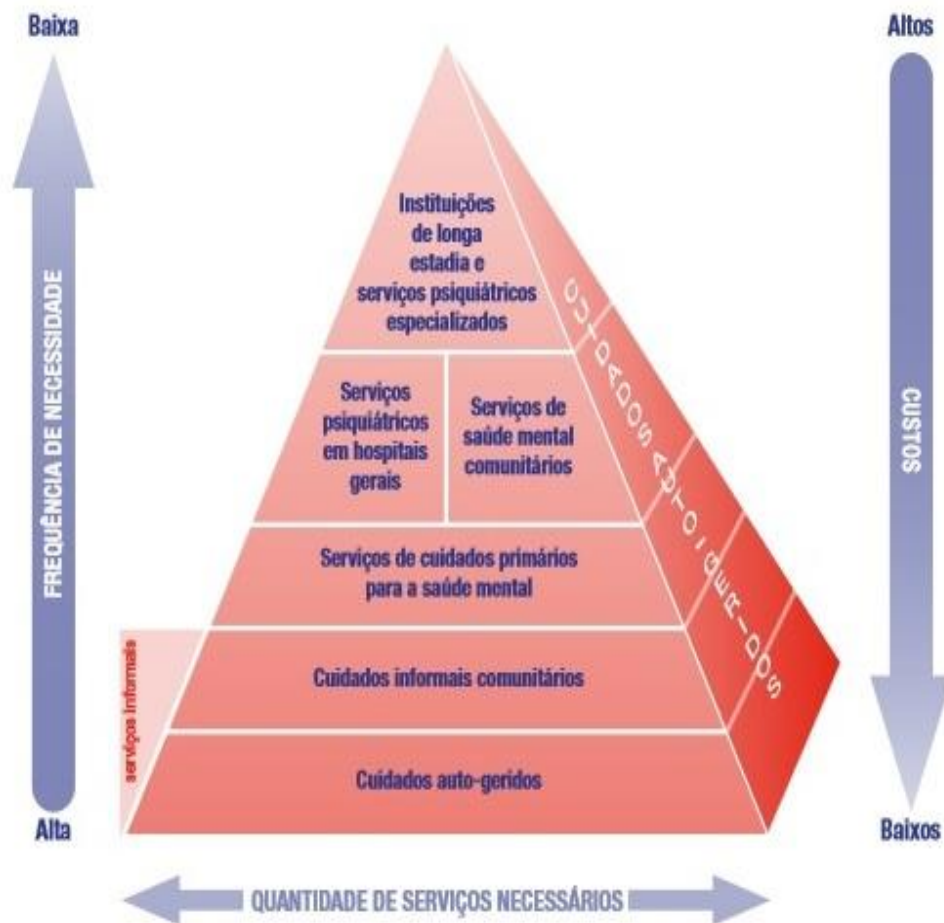 Baixa
Altos
FREQUÊNCIA DE NECESSIDADE
Instituições
de longa
estadia e
serviços psiquiátricos
especializados
Serviços
psiquiátricos
em hospitais
gerais
Serviços de
saúde mental
comunitários
Serviços de cuidados primários
para a saúde mental
serviços informais
Cuidados informais comunitários
Cuidados auto-geridos
CUIDADOS AUTO-GERIDOS
CUSTOS
Alta
Baixos
QUANTIDADE DE SERVIÇOS NECESSÁRIOS